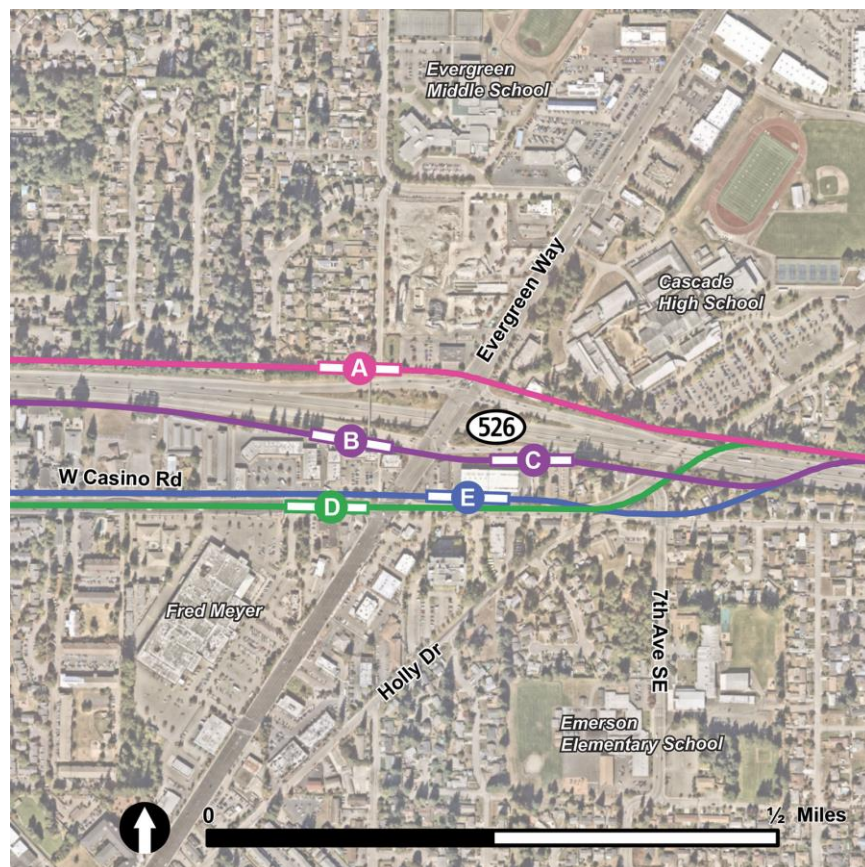 Evergreen
Middle School
Evergreen Way
Cascade
High School
A
526
B
C
W Casino Rd
E
D
Fred Meyer
7th Ave SE
Holly Dr
Emerson
Elementary School
0
½ Miles